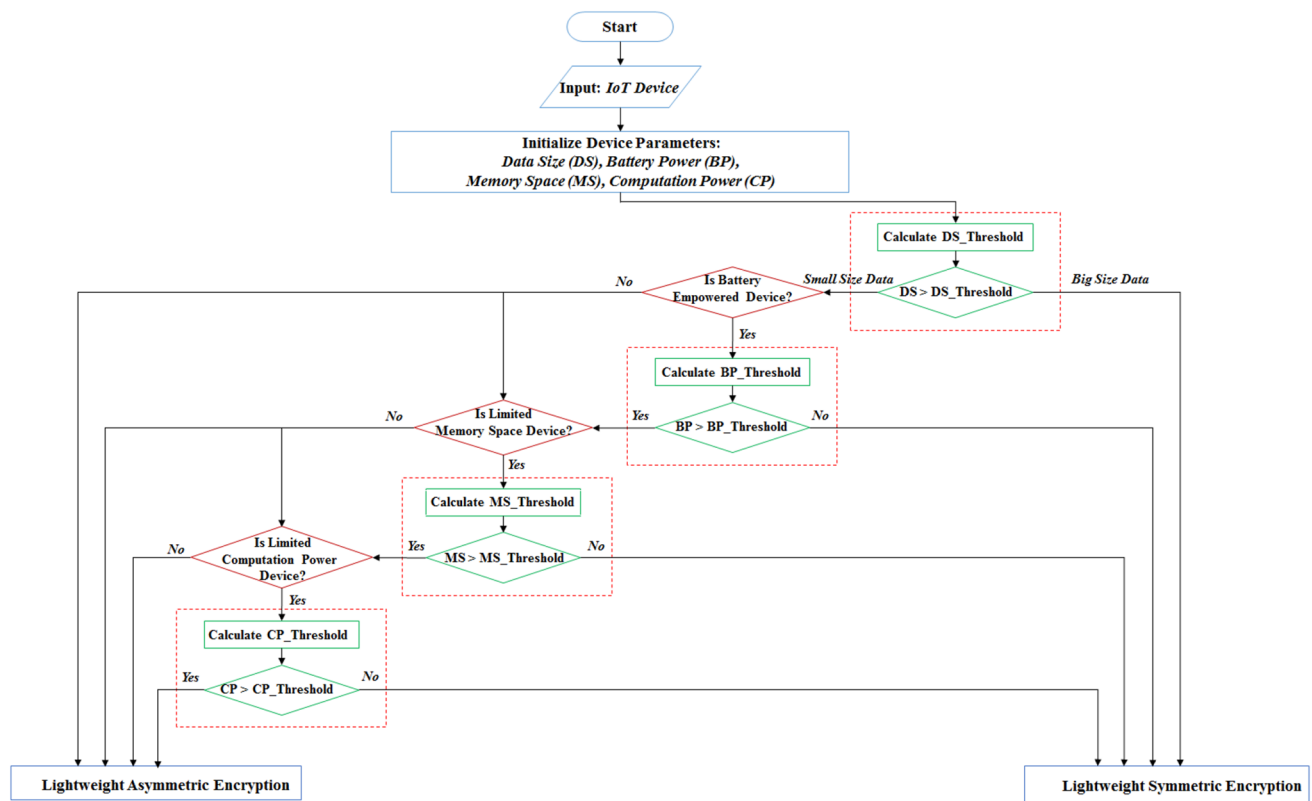 Start
Input: IoT Device
Initialize Device Parameters:
Data Size (DS), Battery Power (BP),
Memory Space (MS), Computation Power (CP)
Calculate DS_Threshold
DS > DS_Threshold
Small Size Data
Big Size Data
Is Battery
Empowered Device?
No
Yes
Calculate BP_Threshold
BP > BP_Threshold
Yes
No
Is Limited
Memory Space Device?
No
Yes
Calculate MS_Threshold
MS > MS_Threshold
Yes
No
Is Limited
Computation Power
Device?
No
Yes
Calculate CP_Threshold
CP > CP_Threshold
Yes
No
Lightweight Asymmetric Encryption
Lightweight Symmetric Encryption